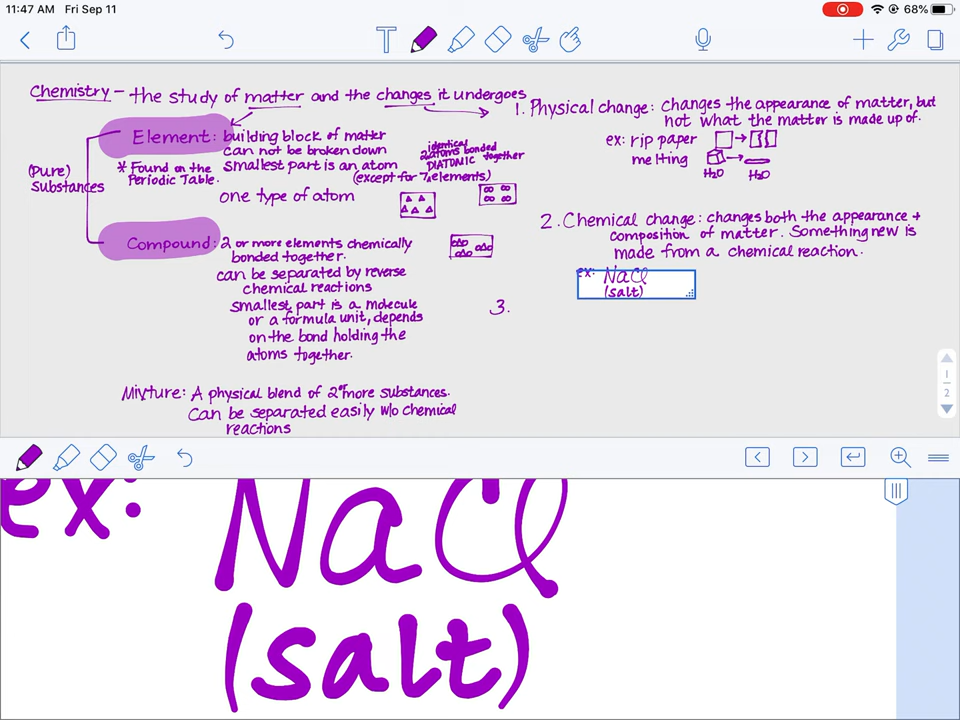 11:47 AM Fri Sep 11
68%
Chemistry - the study of matter and the changes it undergoes
Element: building block of matter
can not be broken down
smallest part is an atom
(except for 7 elements)
identical
2 atoms bonded
DIATONIC together
* Found on the
Periodic Table.
one type of atom
(Pure)
Substances
Compound: 2 or more elements chemically
bonded together.
can be separated by reverse
chemical reactions
smallest part is a molecule
or a formula unit, depends
on the bond holding the
atoms together.
Mixture: A physical blend of 2 or more substances.
Can be separated easily w/o chemical
reactions
1. Physical change: changes the appearance of matter, but
not what the matter is made up of.
ex: rip paper
melting
H2O H2O
2. Chemical change: changes both the appearance +
composition of matter. Something new is
made from a chemical reaction.
ex: NaCl
(salt)
3.
1
2
T
ex: NaCl
(salt)